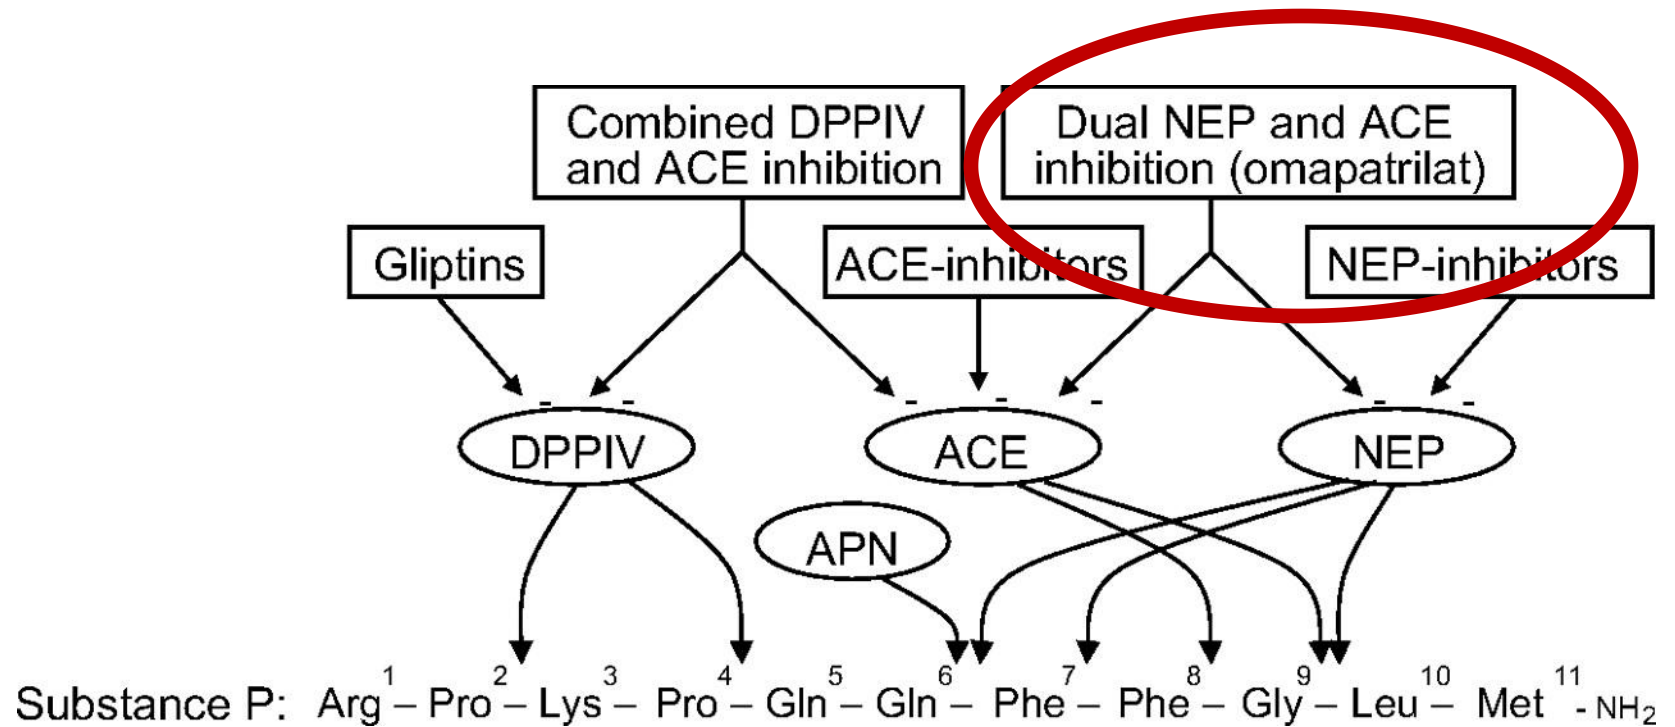 Combined DPPIV
and ACE inhibition
Dual NEP and ACE
inhibition (omapatrilat)
Gliptins
ACE-inhibitors
NEP-inhibitors
- - - - - - -
DPPIV
ACE
NEP
APN
Substance P: Arg1 – Pro2 – Lys3 – Pro4 – Gln5 – Gln6 – Phe7 – Phe8 – Gly9 – Leu10 – Met11 - NH2